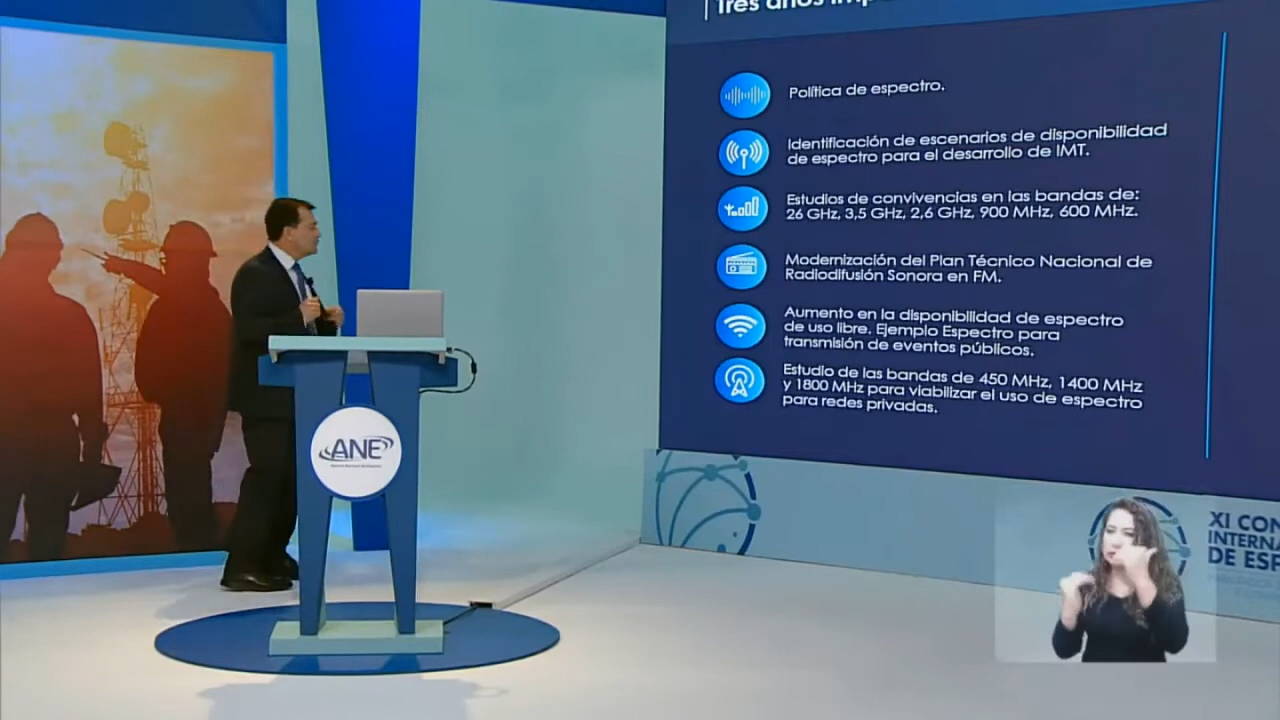 Tres años
Política de espectro.
Identificación de escenarios de disponibilidad
de espectro para el desarrollo de IMT.
Estudios de convivencias en las bandas de:
26 GHz, 3,5 GHz, 2,6 GHz, 900 MHz, 600 MHz.
Modernización del Plan Técnico Nacional de
Radiodifusión Sonora en FM.
Aumento en la disponibilidad de espectro
de uso libre. Ejemplo Espectro para
transmisión de eventos públicos.
Estudio de las bandas de 450 MHz, 1400 MHz
y 1800 MHz para viabilizar el uso de espectro
para redes privadas.
ANE
XI CON
INTERNA
DE ESP